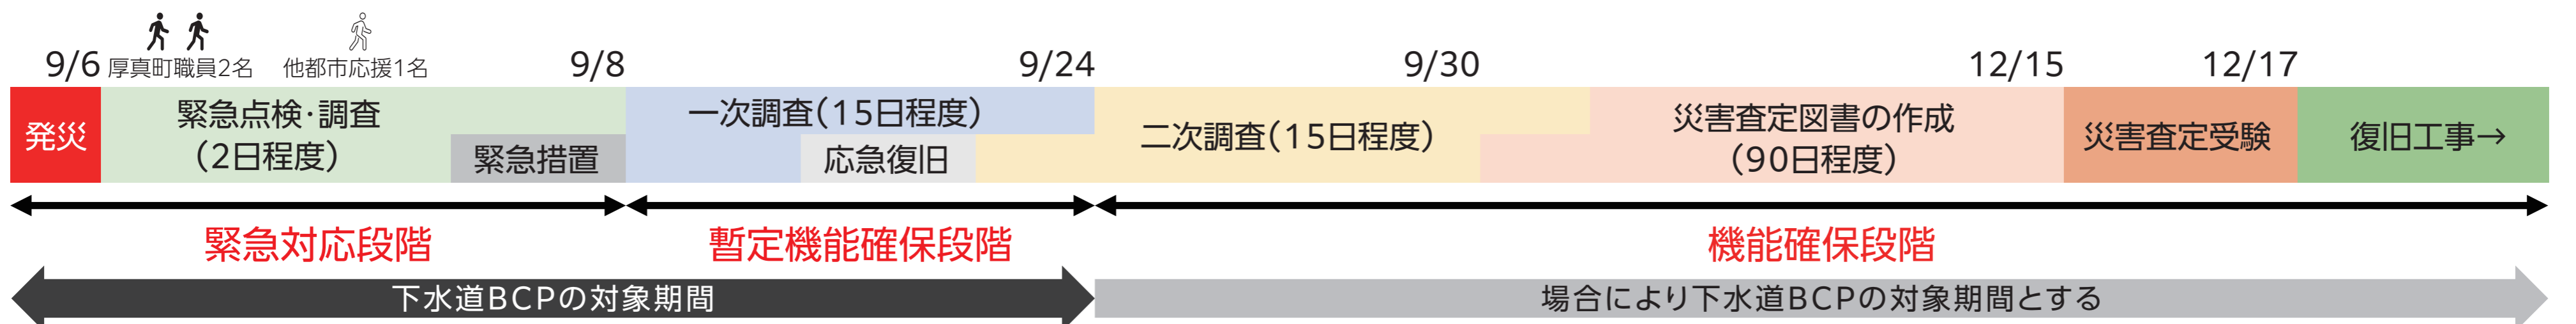 9/6
厚真町職員2名
他都市応援1名
9/8
9/24
9/30
12/15
12/17
発災
緊急点検・調査
（2日程度）
緊急措置
一次調査（15日程度）
応急復旧
二次調査（15日程度）
災害査定図書の作成
（90日程度）
災害査定受験
復旧工事→
緊急対応段階
暫定機能確保段階
機能確保段階
下水道BCPの対象期間
場合により下水道BCPの対象期間とする